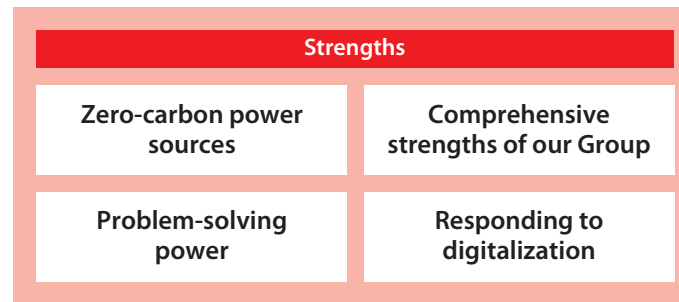 Strengths
Zero-carbon power
sources
Comprehensive
strengths of our Group
Problem-solving
power
Responding to
digitalization